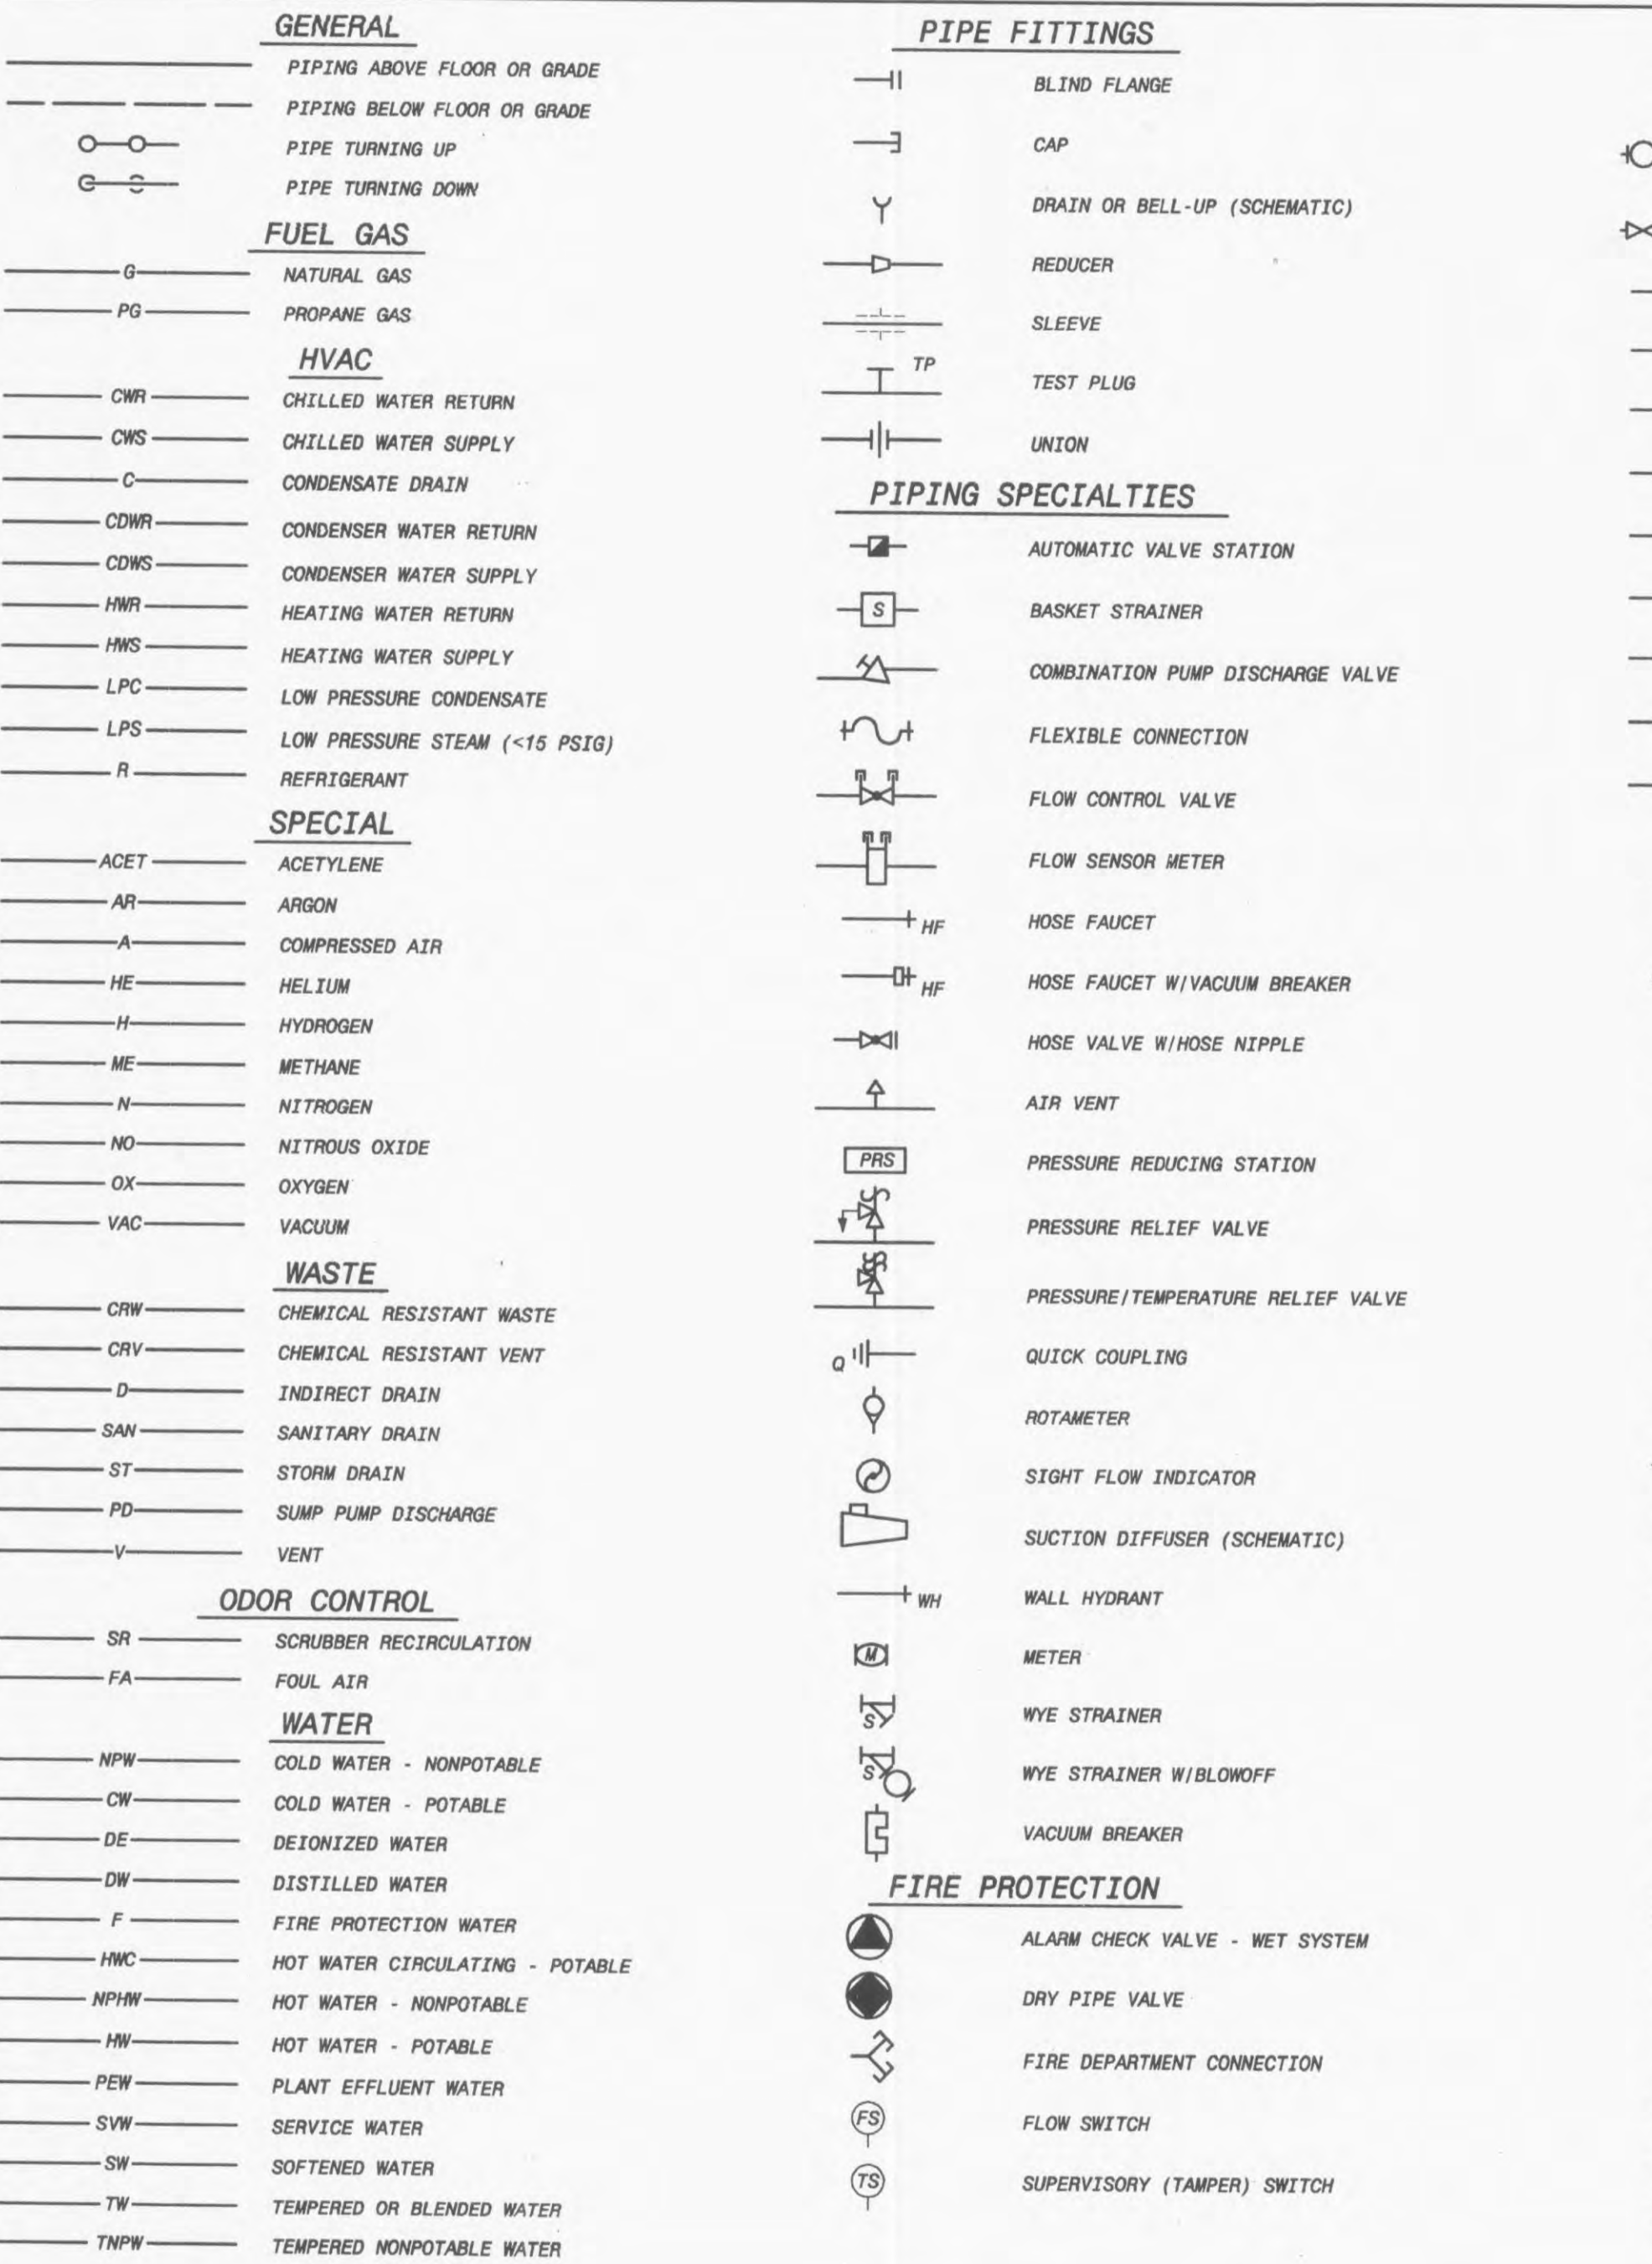 GENERAL
PIPING ABOVE FLOOR OR GRADE
PIPING BELOW FLOOR OR GRADE
PIPE TURNING UP
PIPE TURNING DOWN
FUEL GAS
G NATURAL GAS
PG PROPANE GAS
HVAC
CWR CHILLED WATER RETURN
CWS CHILLED WATER SUPPLY
C CONDENSATE DRAIN
CDWR CONDENSER WATER RETURN
CDWS CONDENSER WATER SUPPLY
HWR HEATING WATER RETURN
HWS HEATING WATER SUPPLY
LPC LOW PRESSURE CONDENSATE
LPS LOW PRESSURE STEAM (<15 PSIG)
R REFRIGERANT
SPECIAL
ACET ACETYLENE
AR ARGON
A COMPRESSED AIR
HE HELIUM
H HYDROGEN
ME METHANE
N NITROGEN
NO NITROUS OXIDE
OX OXYGEN
VAC VACUUM
WASTE
CRW CHEMICAL RESISTANT WASTE
CRV CHEMICAL RESISTANT VENT
D INDIRECT DRAIN
SAN SANITARY DRAIN
ST STORM DRAIN
PD SUMP PUMP DISCHARGE
V VENT
ODOR CONTROL
SR SCRUBBER RECIRCULATION
FA FOUL AIR
WATER
NPW COLD WATER - NONPOTABLE
CW COLD WATER - POTABLE
DE DEIONIZED WATER
DW DISTILLED WATER
F FIRE PROTECTION WATER
HWC HOT WATER CIRCULATING - POTABLE
NPHW HOT WATER - NONPOTABLE
HW HOT WATER - POTABLE
PEW PLANT EFFLUENT WATER
SVW SERVICE WATER
SW SOFTENED WATER
TW TEMPERED OR BLENDED WATER
TNPW TEMPERED NONPOTABLE WATER
PIPE FITTINGS
BLIND FLANGE
CAP
DRAIN OR BELL-UP (SCHEMATIC)
REDUCER
SLEEVE
TP TEST PLUG
UNION
PIPING SPECIALTIES
AUTOMATIC VALVE STATION
S BASKET STRAINER
COMBINATION PUMP DISCHARGE VALVE
FLEXIBLE CONNECTION
FLOW CONTROL VALVE
FLOW SENSOR METER
HF HOSE FAUCET
HF HOSE FAUCET W/VACUUM BREAKER
HOSE VALVE W/HOSE NIPPLE
AIR VENT
PRS PRESSURE REDUCING STATION
PRESSURE RELIEF VALVE
PRESSURE/TEMPERATURE RELIEF VALVE
Q QUICK COUPLING
ROTAMETER
SIGHT FLOW INDICATOR
SUCTION DIFFUSER (SCHEMATIC)
WH WALL HYDRANT
M METER
S WYE STRAINER
S WYE STRAINER W/BLOWOFF
VACUUM BREAKER
FIRE PROTECTION
ALARM CHECK VALVE - WET SYSTEM
DRY PIPE VALVE
FIRE DEPARTMENT CONNECTION
FS FLOW SWITCH
TS SUPERVISORY (TAMPER) SWITCH